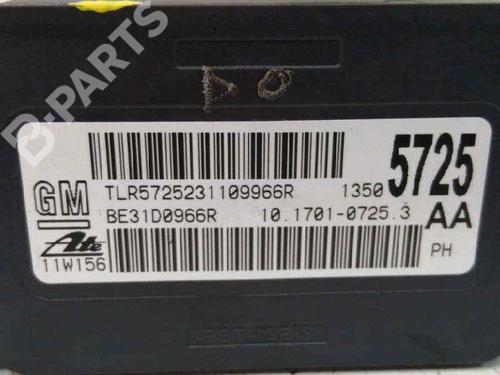 B-PARTS
TLR5725231109966R 1350 5725
GM
BE31D0966R 10.1701-0725.3 AA
Ate
11W156 PH